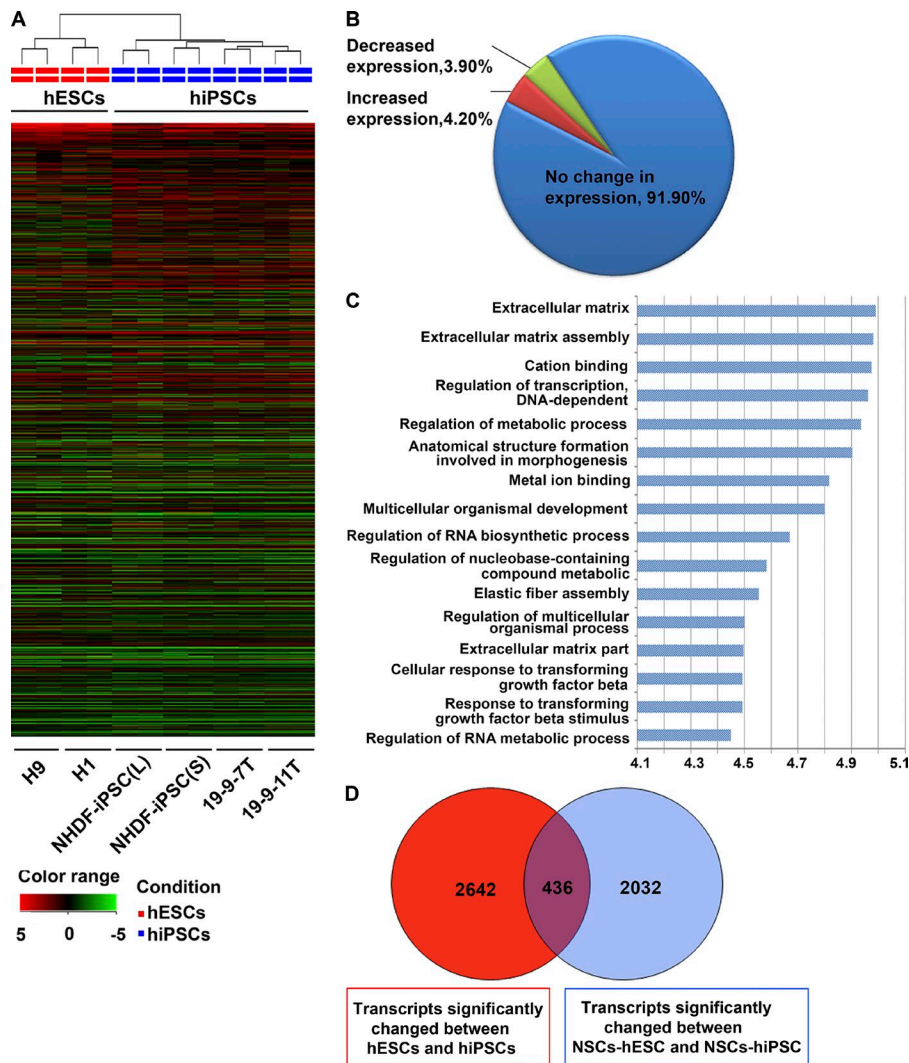 A
hESCs
hiPSCs
H9
H1
NHDF-iPSC(L)
NHDF-iPSC(S)
19-9-7T
19-9-11T
Color range
5
0
-5
Condition
hESCs
hiPSCs
B
Decreased
expression,3.90%
Increased
expression,4.20%
No change in
expression, 91.90%
C
Extracellular matrix
Extracellular matrix assembly
Cation binding
Regulation of transcription,
DNA-dependent
Regalation of metabolic process
Anatomical structure formation
involved in morphogenesis
Metal ion binding
Multicellular organismal development
Regulation of RNA biosynthetic process
Regulation of nucleobase-containing
compound metabolic
Elastic fiber assembly
Regulation of multicellular
organismal process
Extracellular matrix part
Cellular response to transforming
growth factor beta
Response to transforming
growth factor beta stimulus
Regulation of RNA metabolic process
4.1 4.3 4.5 4.7 4.9 5.1
D
2642
436
2032
Transcripts significantly
changed between
hESCs and hiPSCs
Transcripts significantly
changed between
NSCs-hESC and NSCs-hiPSC